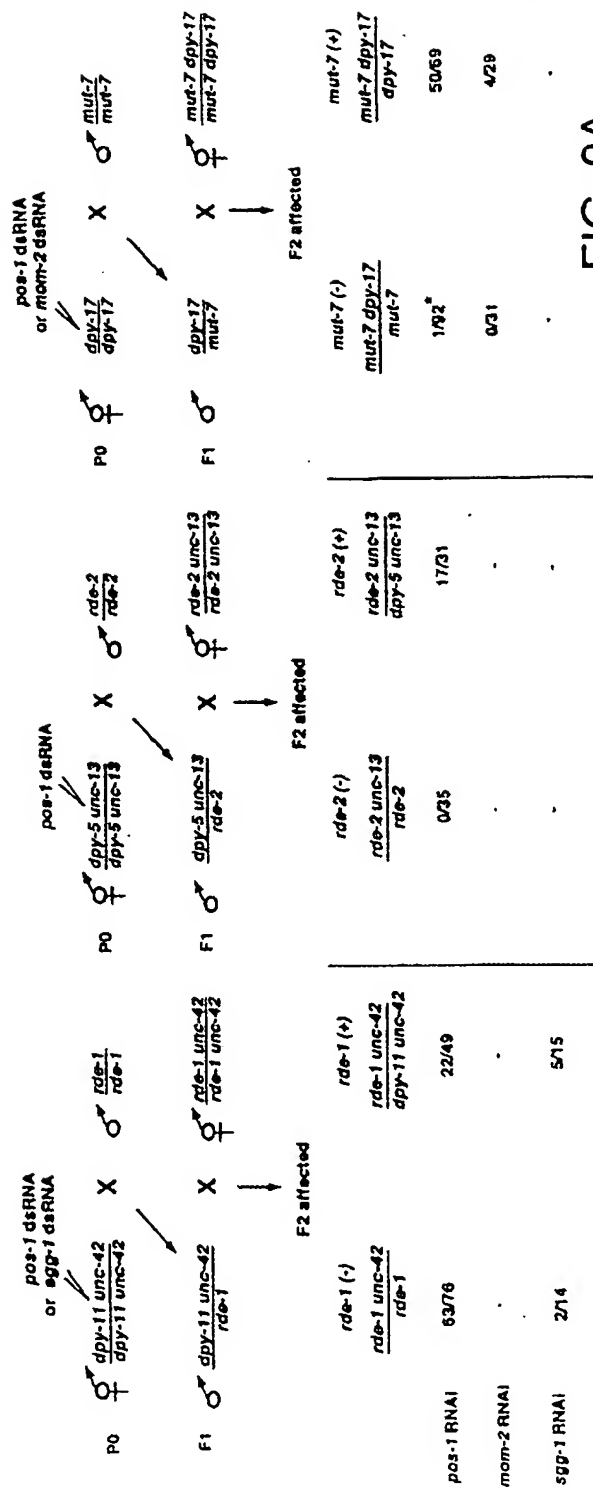 pos-1 dsRNA
or sgg-1 dsRNA
P0
dpy-11 unc-42
dpy-11 unc-42
X
rde-1
rde-1
F1
dpy-11 unc-42
rde-1
X
rde-1 unc-42
rde-1 unc-42
F2 affected
rde-1 (-)
rde-1 unc-42
rde-1
rde-1 (+)
rde-1 unc-42
dpy-11 unc-42
pos-1 RNAi
63/76
22/49
mom-2 RNAi
sgg-1 RNAi
2/14
5/15
pos-1 dsRNA
P0
dpy-5 unc-13
dpy-5 unc-13
X
rde-2
rde-2
F1
dpy-5 unc-13
rde-2
X
rde-2 unc-13
rde-2 unc-13
F2 affected
rde-2 (-)
rde-2 unc-13
rde-2
rde-2 (+)
rde-2 unc-13
dpy-5 unc-13
0/35
17/31
pos-1 dsRNA
or mom-2 dsRNA
P0
dpy-17
dpy-17
X
mut-7
mut-7
F1
dpy-17
mut-7
X
mut-7 dpy-17
mut-7 dpy-17
F2 affected
mut-7 (-)
mut-7 dpy-17
mut-7
mut-7 (+)
mut-7 dpy-17
dpy-17
1/92*
50/69
0/31
4/29